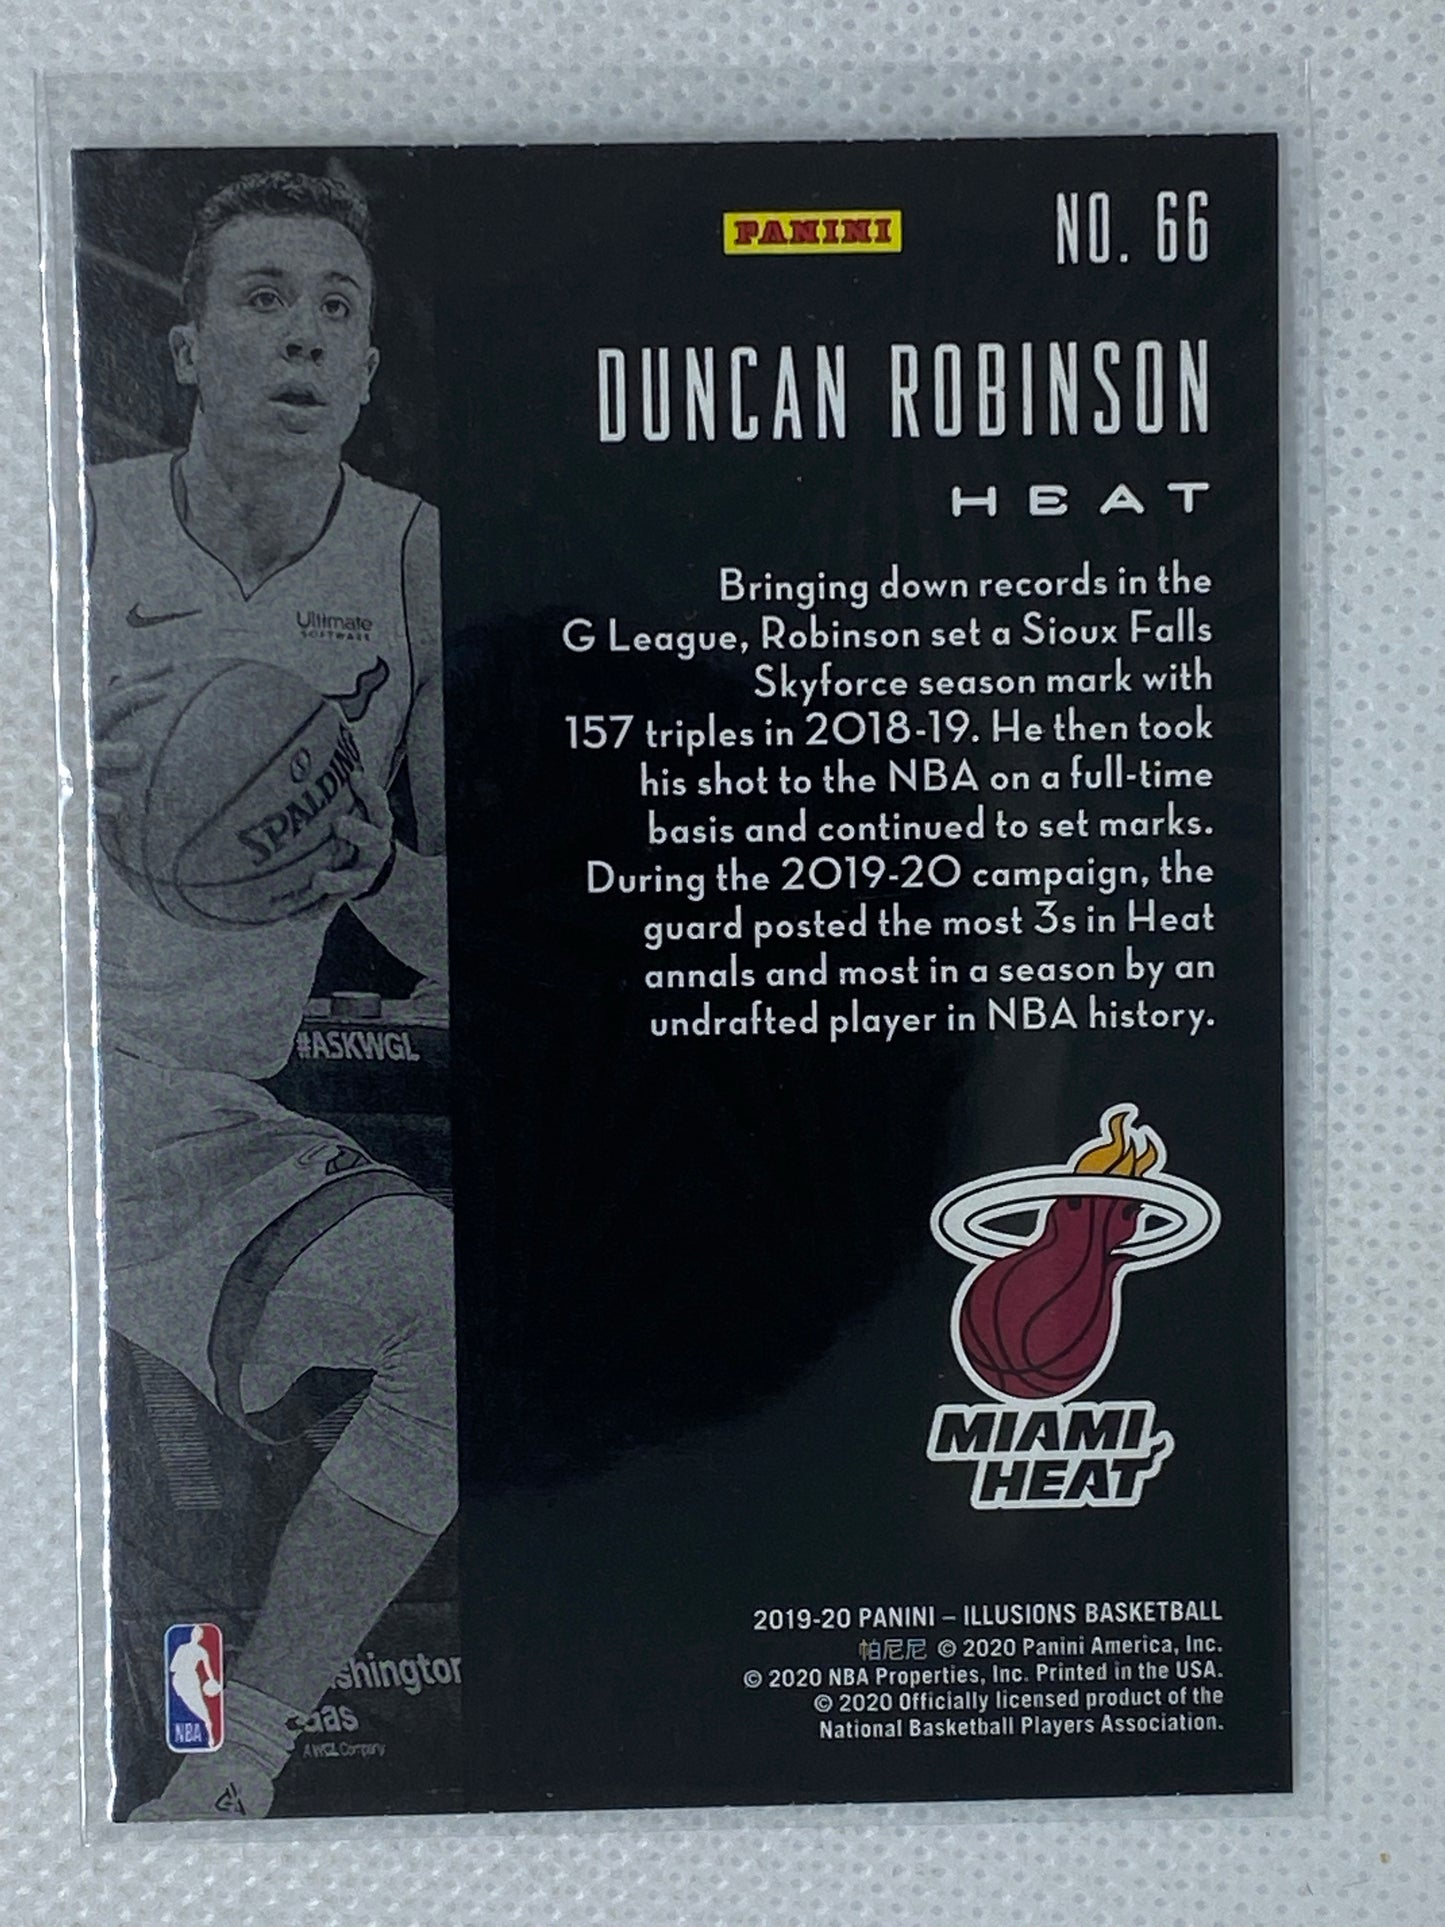 PANINI
NO. 66
DUNCAN ROBINSON
HEAT
Bringing down records in the
G League, Robinson set a Sioux Falls
Skyforce season mark with
157 triples in 2018-19. He then took
his shot to the NBA on a full-time
basis and continued to set marks.
During the 2019-20 campaign, the
guard posted the most 3s in Heat
annals and most in a season by an
undrafted player in NBA history.
Ultimate
SOFTWARE
SPALDING
#ASKWGL
MIAMI
HEAT
2019-20 PANINI – ILLUSIONS BASKETBALL
帕尼尼 © 2020 Panini America, Inc.
© 2020 NBA Properties, Inc. Printed in the USA.
© 2020 Officially licensed product of the
National Basketball Players Association.
shington
Gas
A WGL Company
NBA